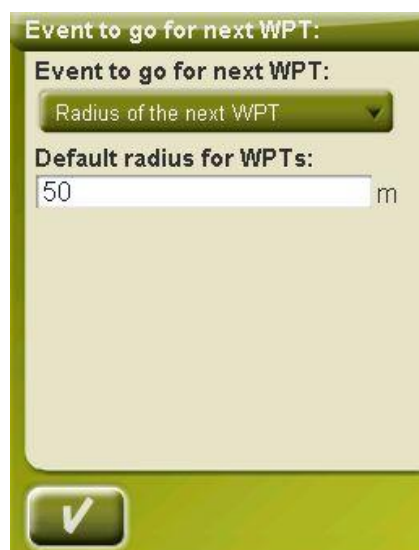 Event to go for next WPT:
Event to go for next WPT:
Radius of the next WPT
Default radius for WPTs:
50 m